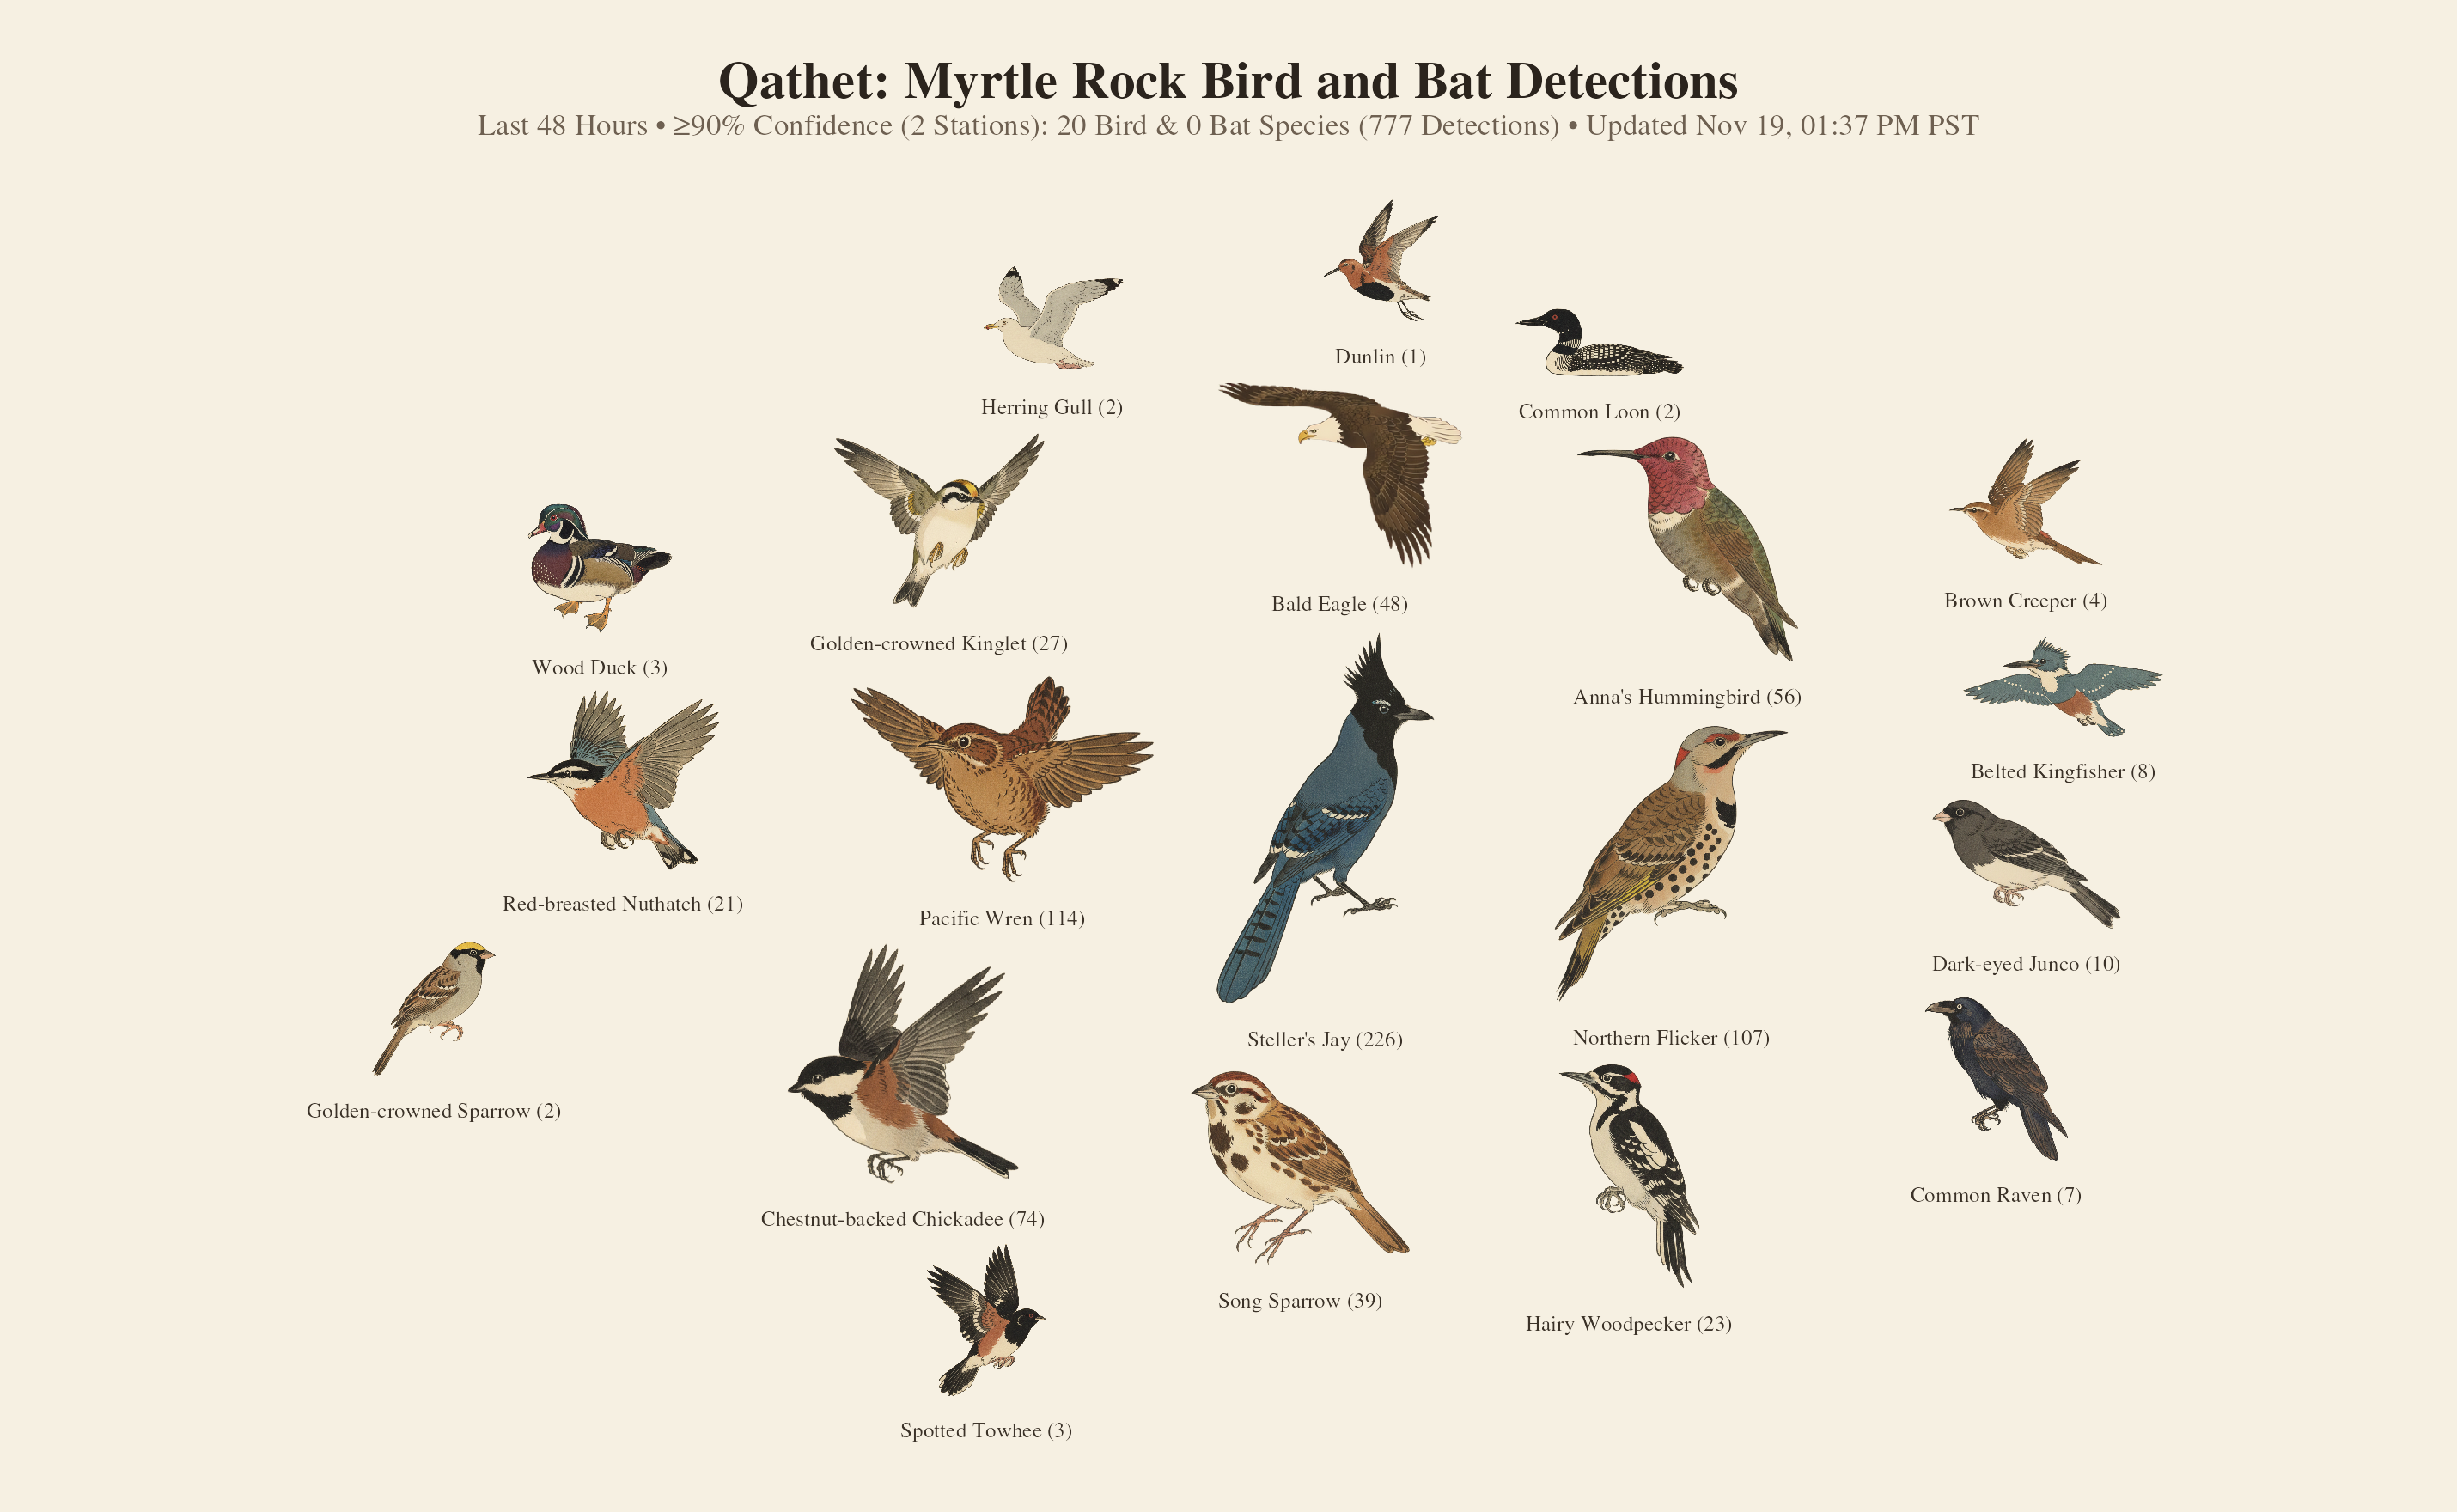 Qathet: Myrtle Rock Bird and Bat Detections
Last 48 Hours • ≥90% Confidence (2 Stations): 20 Bird & 0 Bat Species (777 Detections) • Updated Nov 19, 01:37 PM PST
Dunlin (1)
Herring Gull (2)
Common Loon (2)
Brown Creeper (4)
Bald Eagle (48)
Golden-crowned Kinglet (27)
Wood Duck (3)
Anna's Hummingbird (56)
Belted Kingfisher (8)
Red-breasted Nuthatch (21)
Pacific Wren (114)
Dark-eyed Junco (10)
Steller's Jay (226)
Northern Flicker (107)
Golden-crowned Sparrow (2)
Common Raven (7)
Chestnut-backed Chickadee (74)
Song Sparrow (39)
Hairy Woodpecker (23)
Spotted Towhee (3)